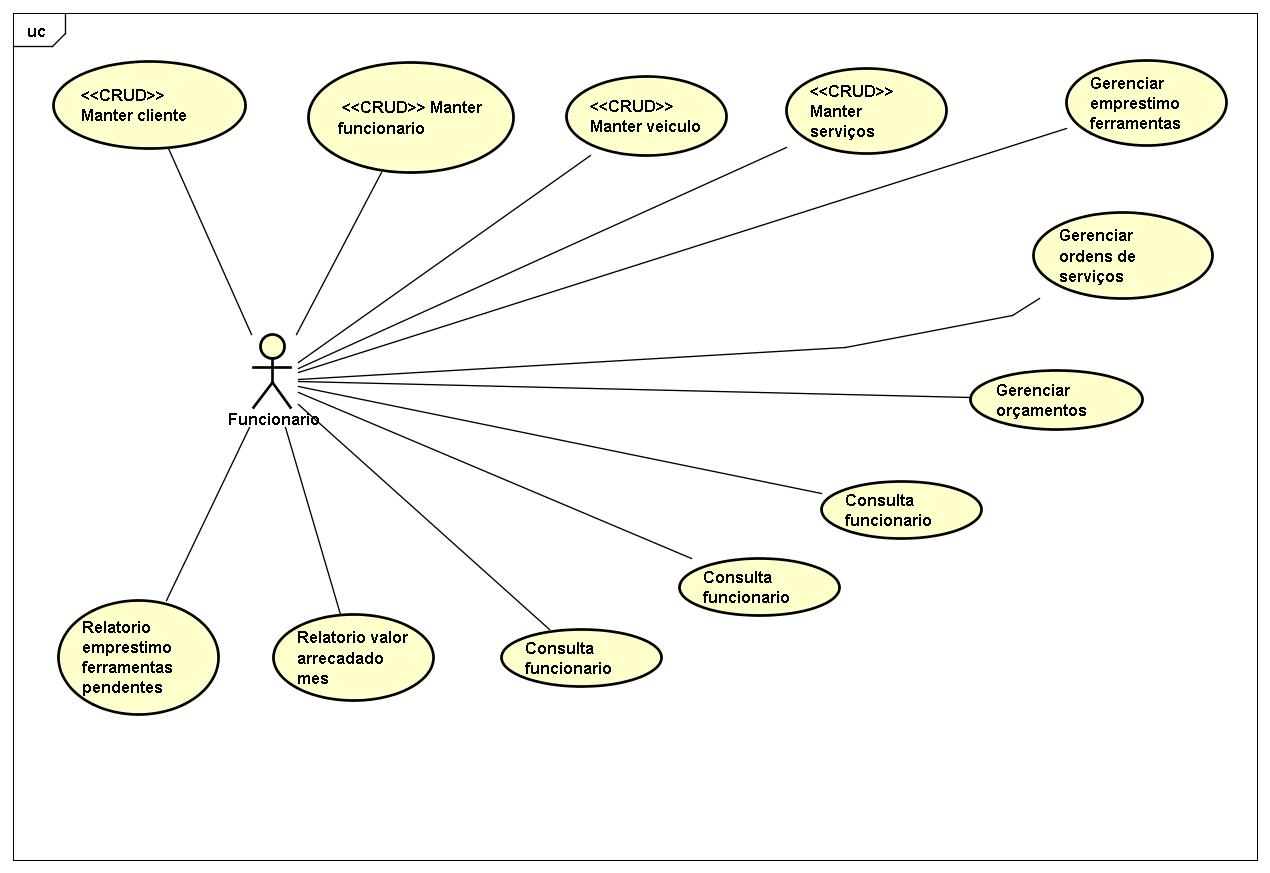 uc
<<CRUD>>
Manter cliente
<<CRUD>> Manter
funcionario
<<CRUD>>
Manter veiculo
<<CRUD>>
Manter
serviços
Gerenciar
emprestimo
ferramentas
Gerenciar
ordens de
serviços
Funcionario
Gerenciar
orçamentos
Consulta
funcionario
Consulta
funcionario
Consulta
funcionario
Relatorio valor
arrecadado
mes
Relatorio
emprestimo
ferramentas
pendentes